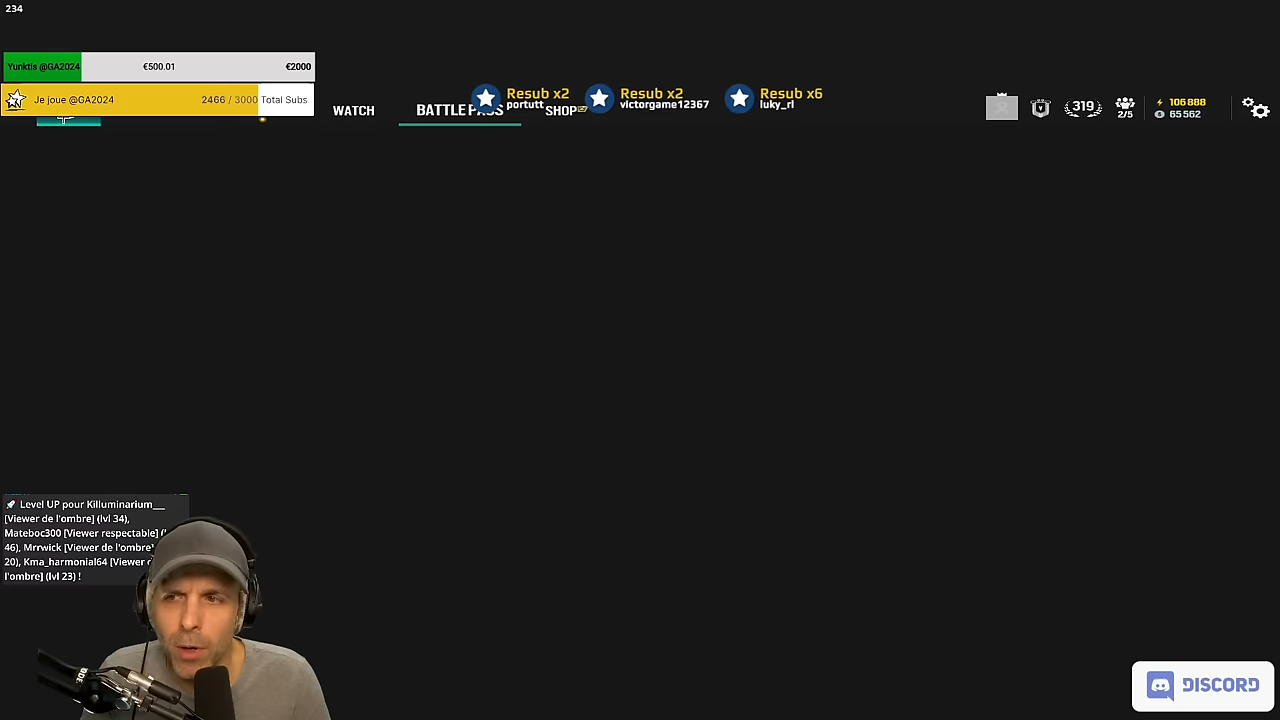 234
Yunktis @GA2024 €500.01 €2000
Je joue @GA2024 2466 / 3000 Total Subs
WATCH
BATTLE PASS
SHOP
Resub x2
portutt
Resub x2
victorgame12367
Resub x6
luky_rl
319
2/5
106 888
65 562
Level UP pour Killuminarium___
[Viewer de l'ombre] (lvl 34),
Mateboc300 [Viewer respectable] (
46), Mrrwick [Viewer de l'ombre]
20), Kma_harmonial64 [Viewer d
l'ombre] (lvl 23) !
DISCORD